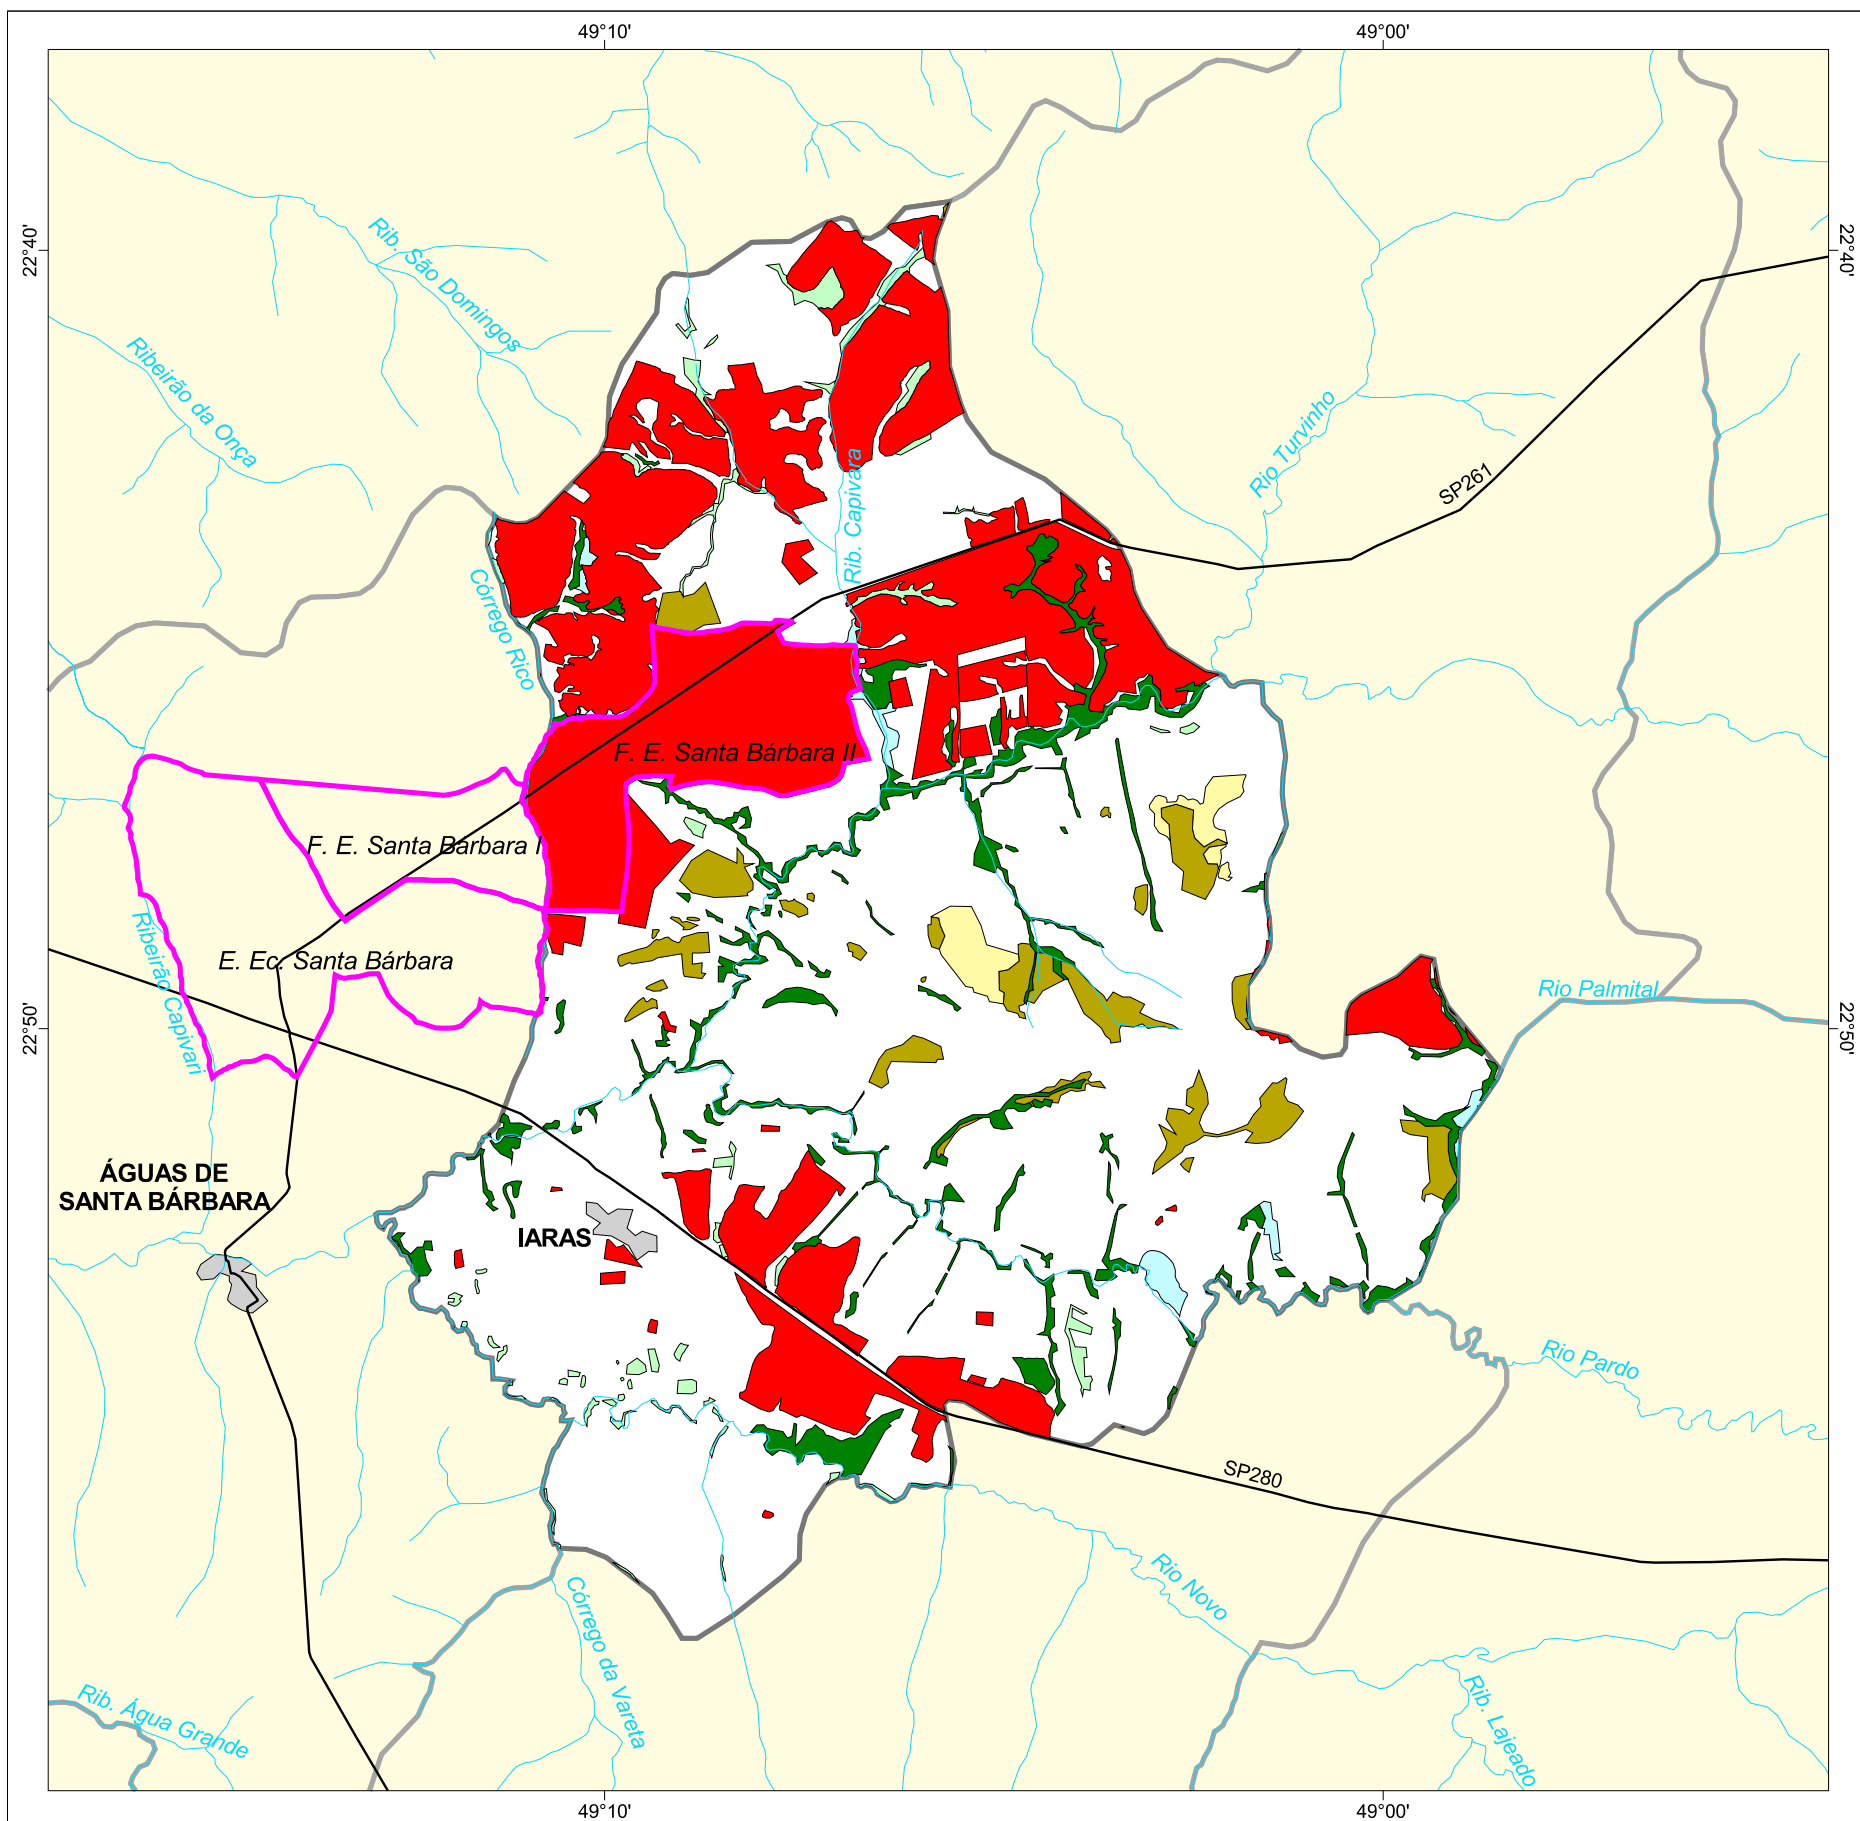 49°10'
49°00'
22°40'
22°40'
Rib. São Domingos
Ribeirão da Onça
Rio Turvinho
SP261
Rib. Capivara
Córrego Rico
F. E. Santa Bárbara II
F. E. Santa Bárbara I
E. Ec. Santa Bárbara
Ribeirão Capivari
Rio Palmital
22°50'
22°50'
ÁGUAS DE
SANTA BÁRBARA
IARAS
Rio Pardo
SP280
Rio Novo
Córrego da Vareta
Rib. Água Grande
Rib. Lajeado
49°10'
49°00'